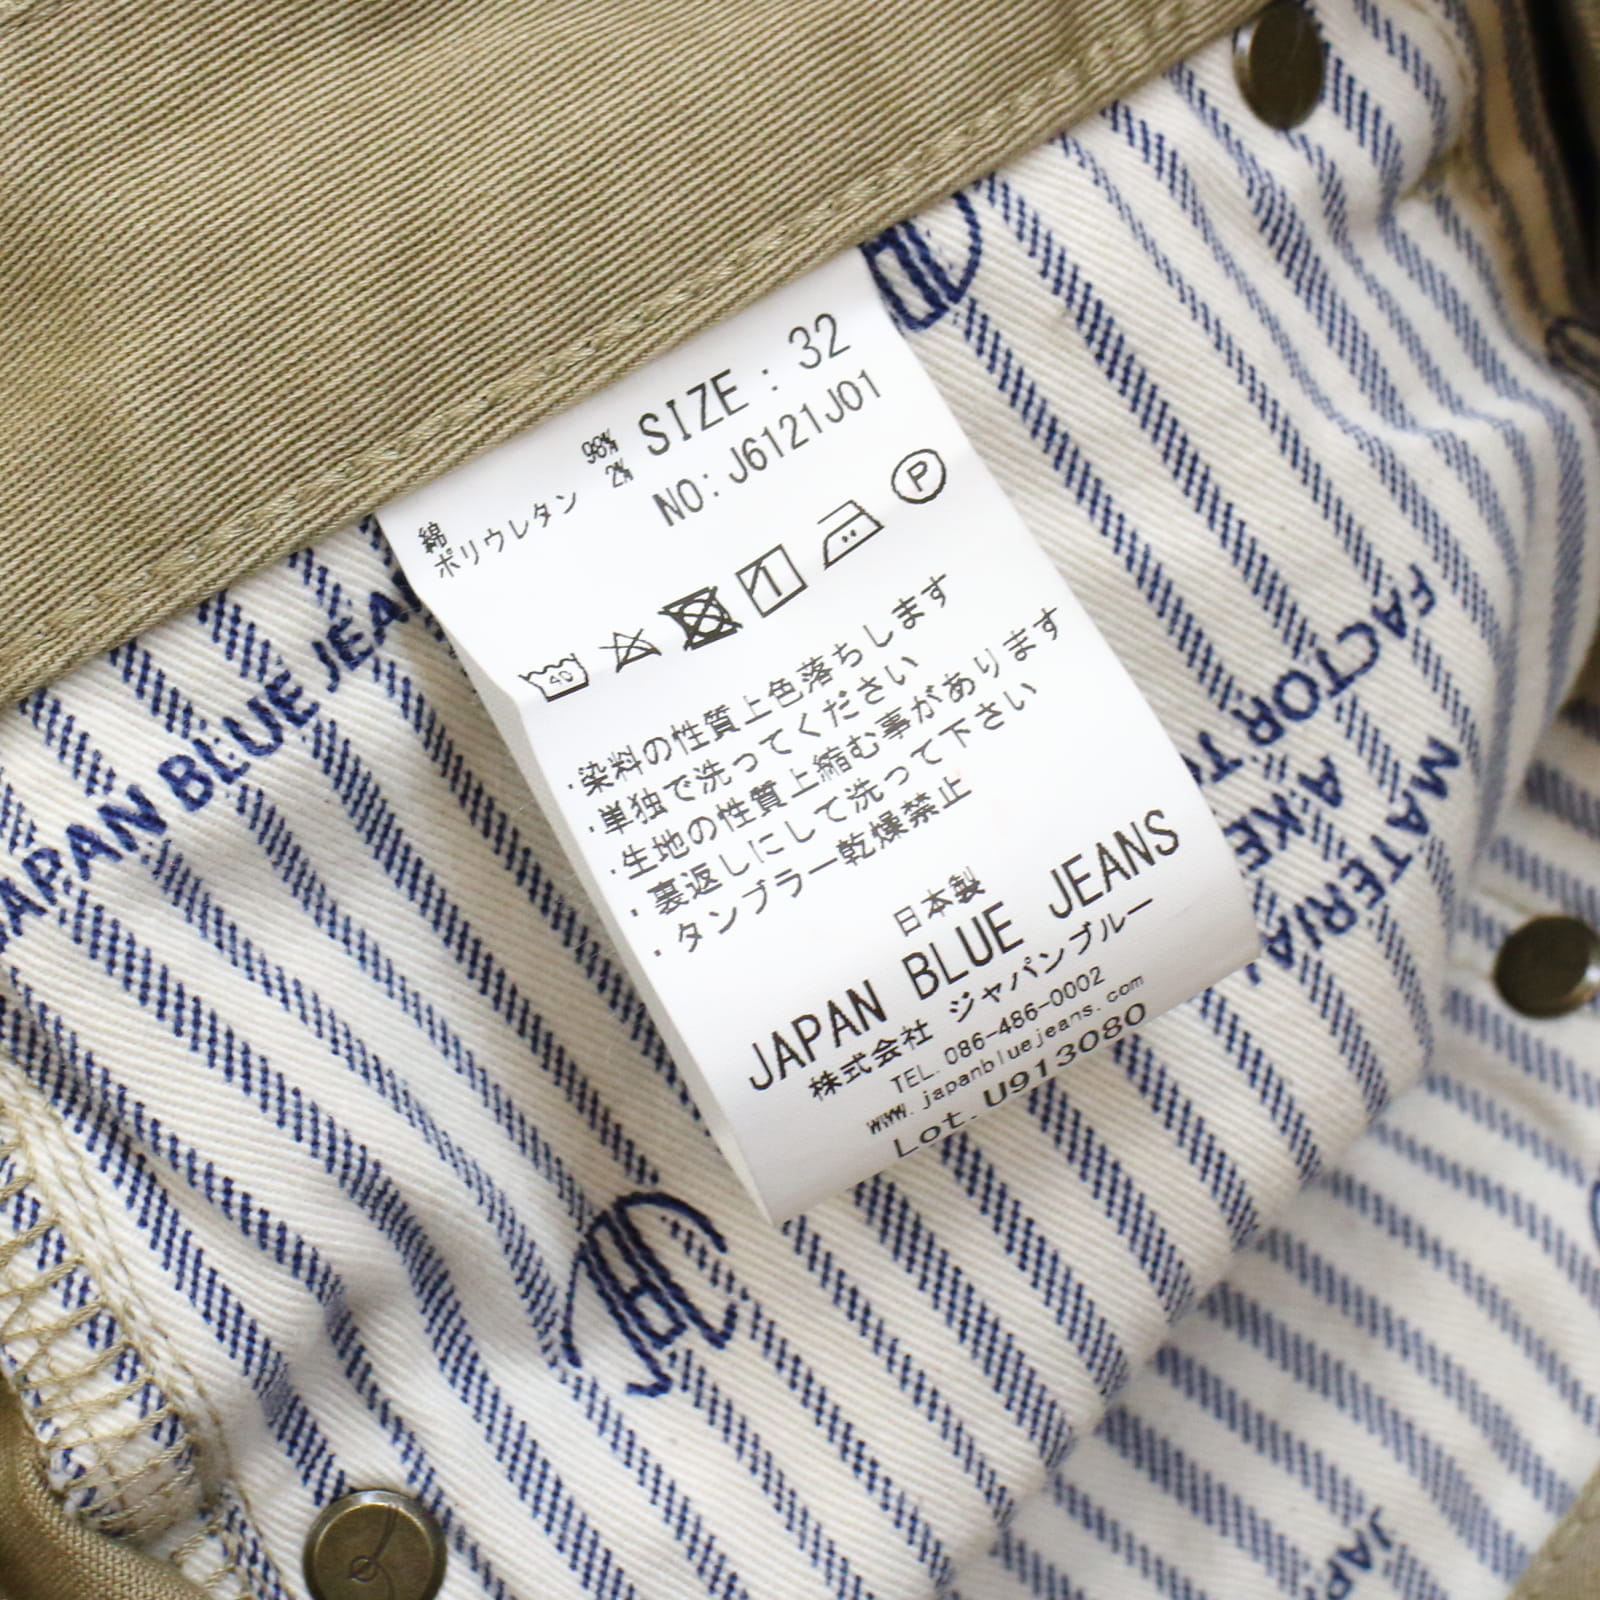 綿 98%
ポリウレタン 2%
SIZE : 32
NO: J6121J01
40
P
・染料の性質上色落ちします
・単独で洗ってください
・生地の性質上縮む事があります
・裏返しにして洗って下さい
・タンブラー乾燥禁止
日本製
JAPAN BLUE JEANS
株式会社 ジャパンブルー
TEL. 086-486-0002
www.japanbluejeans.com
Lot.U913080
JAPAN BLUE JEA
MATERIAL
FACTOR